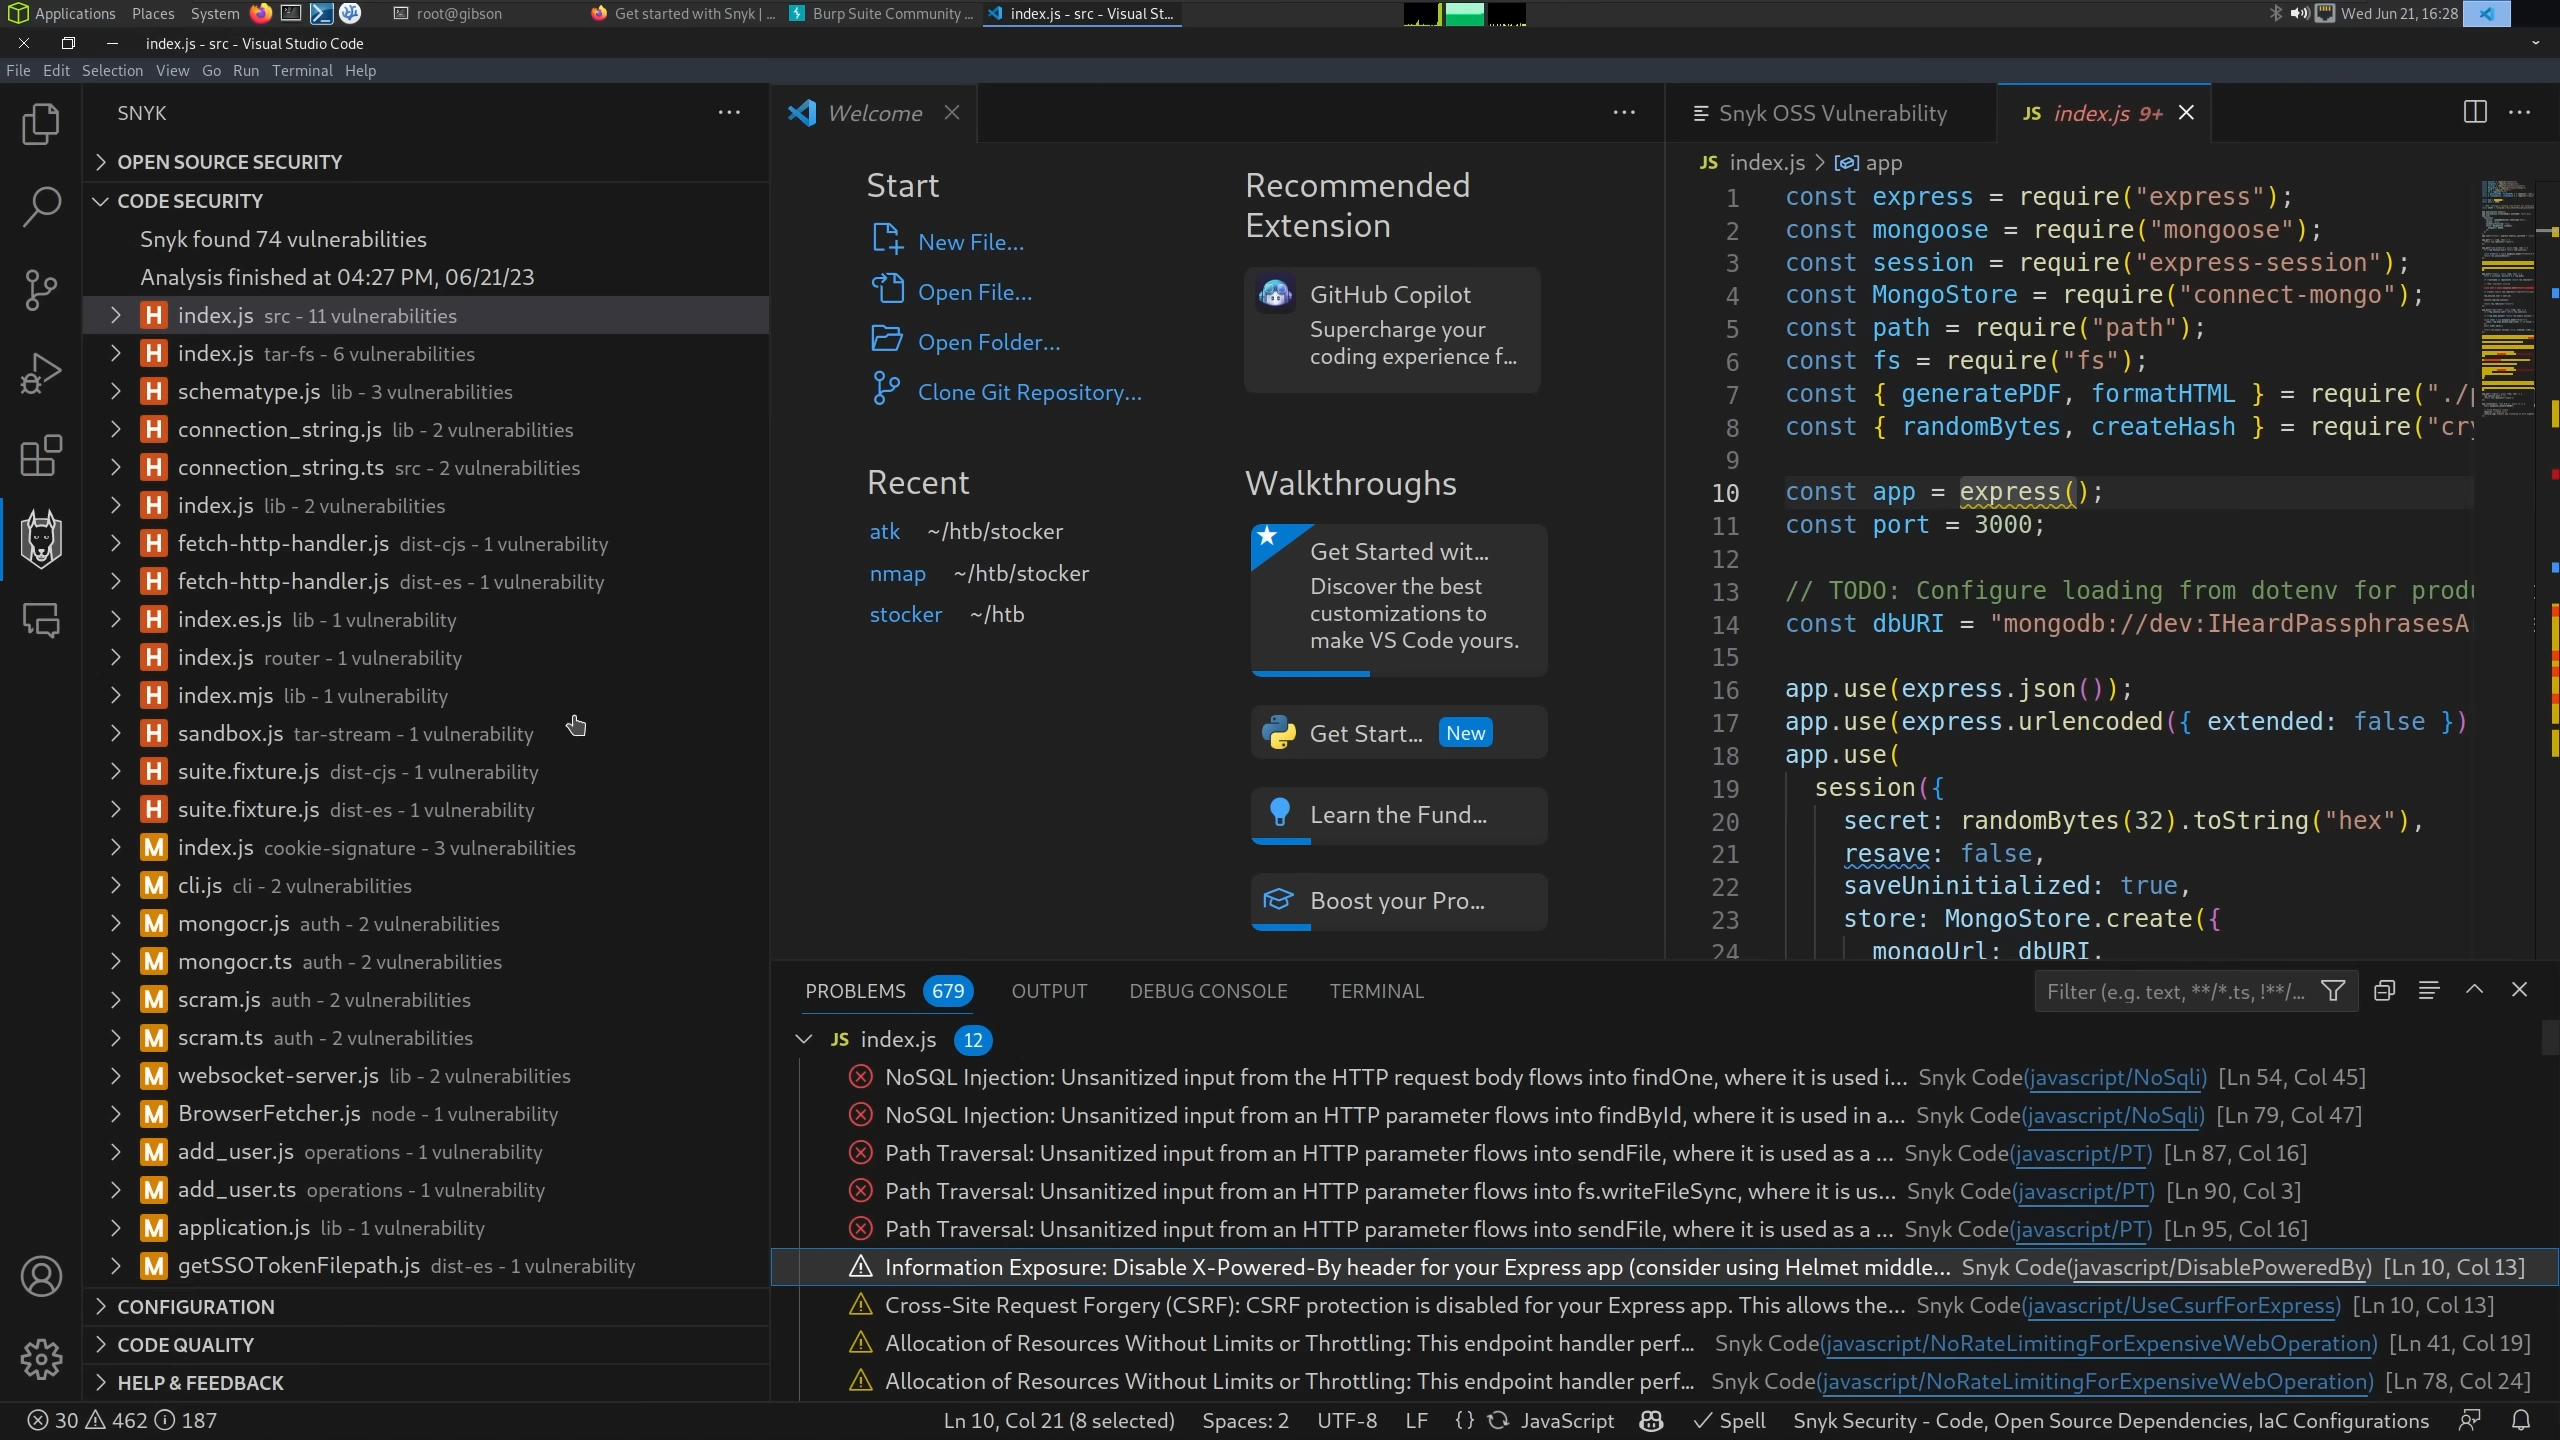 Applications Places System root@gibson Get started with Snyk | ... Burp Suite Community ... index.js - src - Visual St... Wed Jun 21, 16:28
index.js - src - Visual Studio Code
File Edit Selection View Go Run Terminal Help
SNYK
OPEN SOURCE SECURITY
CODE SECURITY
Snyk found 74 vulnerabilities
Analysis finished at 04:27 PM, 06/21/23
H index.js src - 11 vulnerabilities
H index.js tar-fs - 6 vulnerabilities
H schematype.js lib - 3 vulnerabilities
H connection_string.js lib - 2 vulnerabilities
H connection_string.ts src - 2 vulnerabilities
H index.js lib - 2 vulnerabilities
H fetch-http-handler.js dist-cjs - 1 vulnerability
H fetch-http-handler.js dist-es - 1 vulnerability
H index.es.js lib - 1 vulnerability
H index.js router - 1 vulnerability
H index.mjs lib - 1 vulnerability
H sandbox.js tar-stream - 1 vulnerability
H suite.fixture.js dist-cjs - 1 vulnerability
H suite.fixture.js dist-es - 1 vulnerability
M index.js cookie-signature - 3 vulnerabilities
M cli.js cli - 2 vulnerabilities
M mongocr.js auth - 2 vulnerabilities
M mongocr.ts auth - 2 vulnerabilities
M scram.js auth - 2 vulnerabilities
M scram.ts auth - 2 vulnerabilities
M websocket-server.js lib - 2 vulnerabilities
M BrowserFetcher.js node - 1 vulnerability
M add_user.js operations - 1 vulnerability
M add_user.ts operations - 1 vulnerability
M application.js lib - 1 vulnerability
M getSSOTokenFilepath.js dist-es - 1 vulnerability
CONFIGURATION
CODE QUALITY
HELP & FEEDBACK
Welcome
Start
New File...
Open File...
Open Folder...
Clone Git Repository...
Recent
atk ~/htb/stocker
nmap ~/htb/stocker
stocker ~/htb
Recommended
Extension
GitHub Copilot
Supercharge your
coding experience f...
Walkthroughs
Get Started wit...
Discover the best
customizations to
make VS Code yours.
Get Start... New
Learn the Fund...
Boost your Pro...
Snyk OSS Vulnerability JS index.js 9+
JS index.js > app
1 const express = require("express");
2 const mongoose = require("mongoose");
3 const session = require("express-session");
4 const MongoStore = require("connect-mongo");
5 const path = require("path");
6 const fs = require("fs");
7 const { generatePDF, formatHTML } = require("./p
8 const { randomBytes, createHash } = require("cry
9
10 const app = express();
11 const port = 3000;
12
13 // TODO: Configure loading from dotenv for produ
14 const dbURI = "mongodb://dev:IHeardPassphrasesA
15
16 app.use(express.json());
17 app.use(express.urlencoded({ extended: false })
18 app.use(
19 session({
20 secret: randomBytes(32).toString("hex"),
21 resave: false,
22 saveUninitialized: true,
23 store: MongoStore.create({
24 mongoUrl: dbURI,
PROBLEMS 679 OUTPUT DEBUG CONSOLE TERMINAL Filter (e.g. text, **/*.ts, !**/...
JS index.js 12
NoSQL Injection: Unsanitized input from the HTTP request body flows into findOne, where it is used i... Snyk Code(javascript/NoSqli) [Ln 54, Col 45]
NoSQL Injection: Unsanitized input from an HTTP parameter flows into findById, where it is used in a... Snyk Code(javascript/NoSqli) [Ln 79, Col 47]
Path Traversal: Unsanitized input from an HTTP parameter flows into sendFile, where it is used as a ... Snyk Code(javascript/PT) [Ln 87, Col 16]
Path Traversal: Unsanitized input from an HTTP parameter flows into fs.writeFileSync, where it is us... Snyk Code(javascript/PT) [Ln 90, Col 3]
Path Traversal: Unsanitized input from an HTTP parameter flows into sendFile, where it is used as a ... Snyk Code(javascript/PT) [Ln 95, Col 16]
Information Exposure: Disable X-Powered-By header for your Express app (consider using Helmet middle... Snyk Code(javascript/DisablePoweredBy) [Ln 10, Col 13]
Cross-Site Request Forgery (CSRF): CSRF protection is disabled for your Express app. This allows the... Snyk Code(javascript/UseCsurfForExpress) [Ln 10, Col 13]
Allocation of Resources Without Limits or Throttling: This endpoint handler perf... Snyk Code(javascript/NoRateLimitingForExpensiveWebOperation) [Ln 41, Col 19]
Allocation of Resources Without Limits or Throttling: This endpoint handler perf... Snyk Code(javascript/NoRateLimitingForExpensiveWebOperation) [Ln 78, Col 24]
30 462 187 Ln 10, Col 21 (8 selected) Spaces: 2 UTF-8 LF {} JavaScript Spell Snyk Security - Code, Open Source Dependencies, IaC Configurations